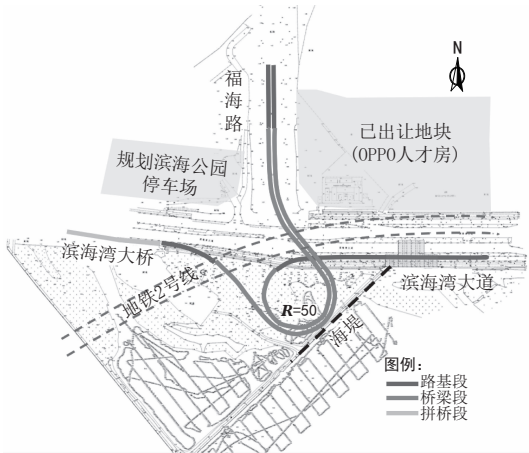 N
福海路
已出让地块
(OPPO人才房)
规划滨海公园
停车场
滨海湾大桥
地铁2号线
滨海湾大道
R=50
海堤
图例:
路基段
桥梁段
拼桥段